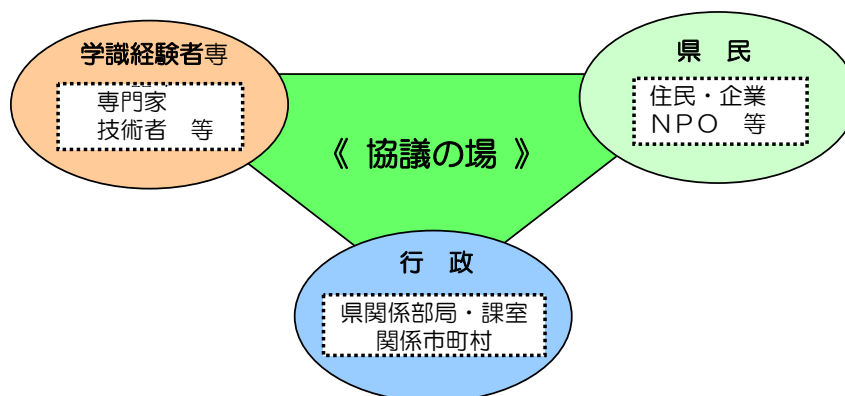 学識経験者専
専門家
技術者　等
県　民
住民・企業
ＮＰＯ　等
《 協議の場 》
行　政
県関係部局・課室
関係市町村